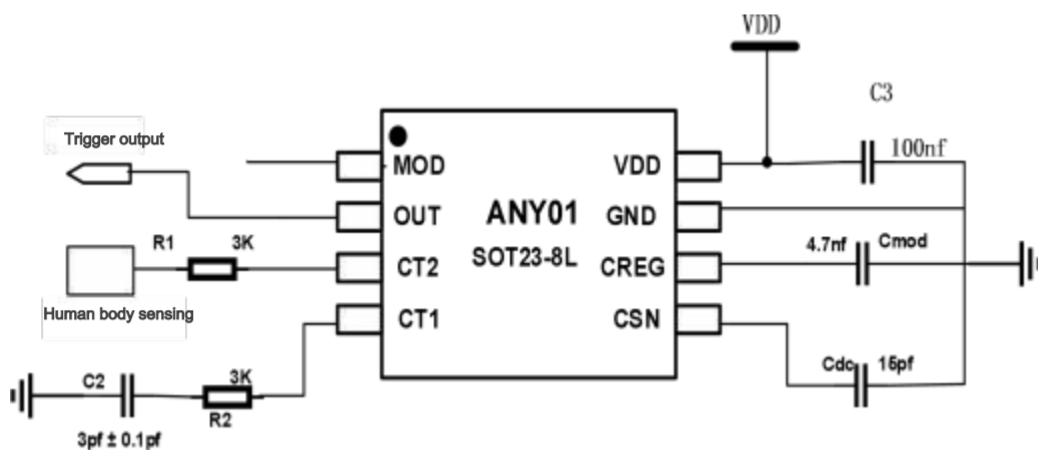 VDD
C3
100nf
Trigger output
MOD
VDD
OUT
ANY01
GND
R1
3K
CT2
SOT23-8L
CREG
4.7nf
Cmod
Human body sensing
CT1
CSN
C2
3K
Cdc
15pf
R2
3pf ± 0.1pf